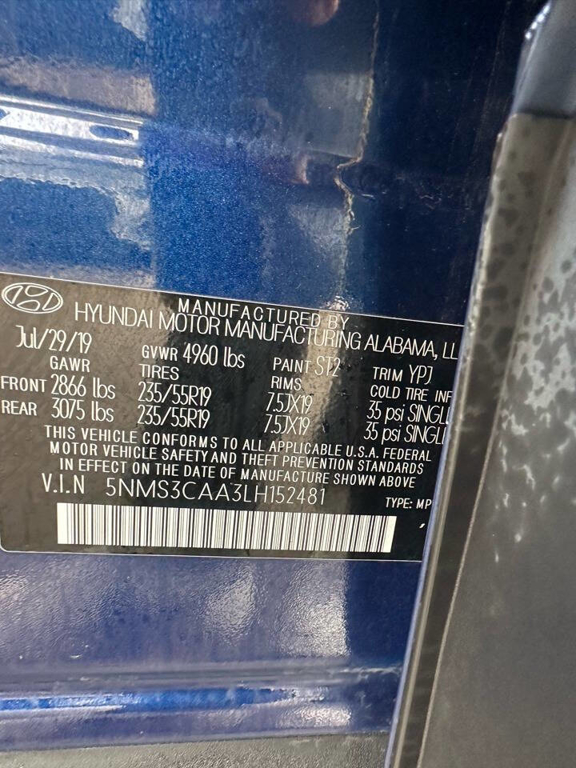 MANUFACTURED BY
HYUNDAI MOTOR MANUFACTURING ALABAMA, LL
Jul/29/19 GVWR 4960 lbs PAINT ST2 TRIM YPJ
GAWR TIRES RIMS COLD TIRE INF
FRONT 2866 lbs 235/55R19 7.5JX19 35 psi SINGL
REAR 3075 lbs 235/55R19 7.5JX19 35 psi SINGL
THIS VEHICLE CONFORMS TO ALL APPLICABLE U.S.A. FEDERAL
MOTOR VEHICLE SAFETY AND THEFT PREVENTION STANDARDS
IN EFFECT ON THE DATE OF MANUFACTURE SHOWN ABOVE
V.I.N 5NMS3CAA3LH152481 TYPE: MP